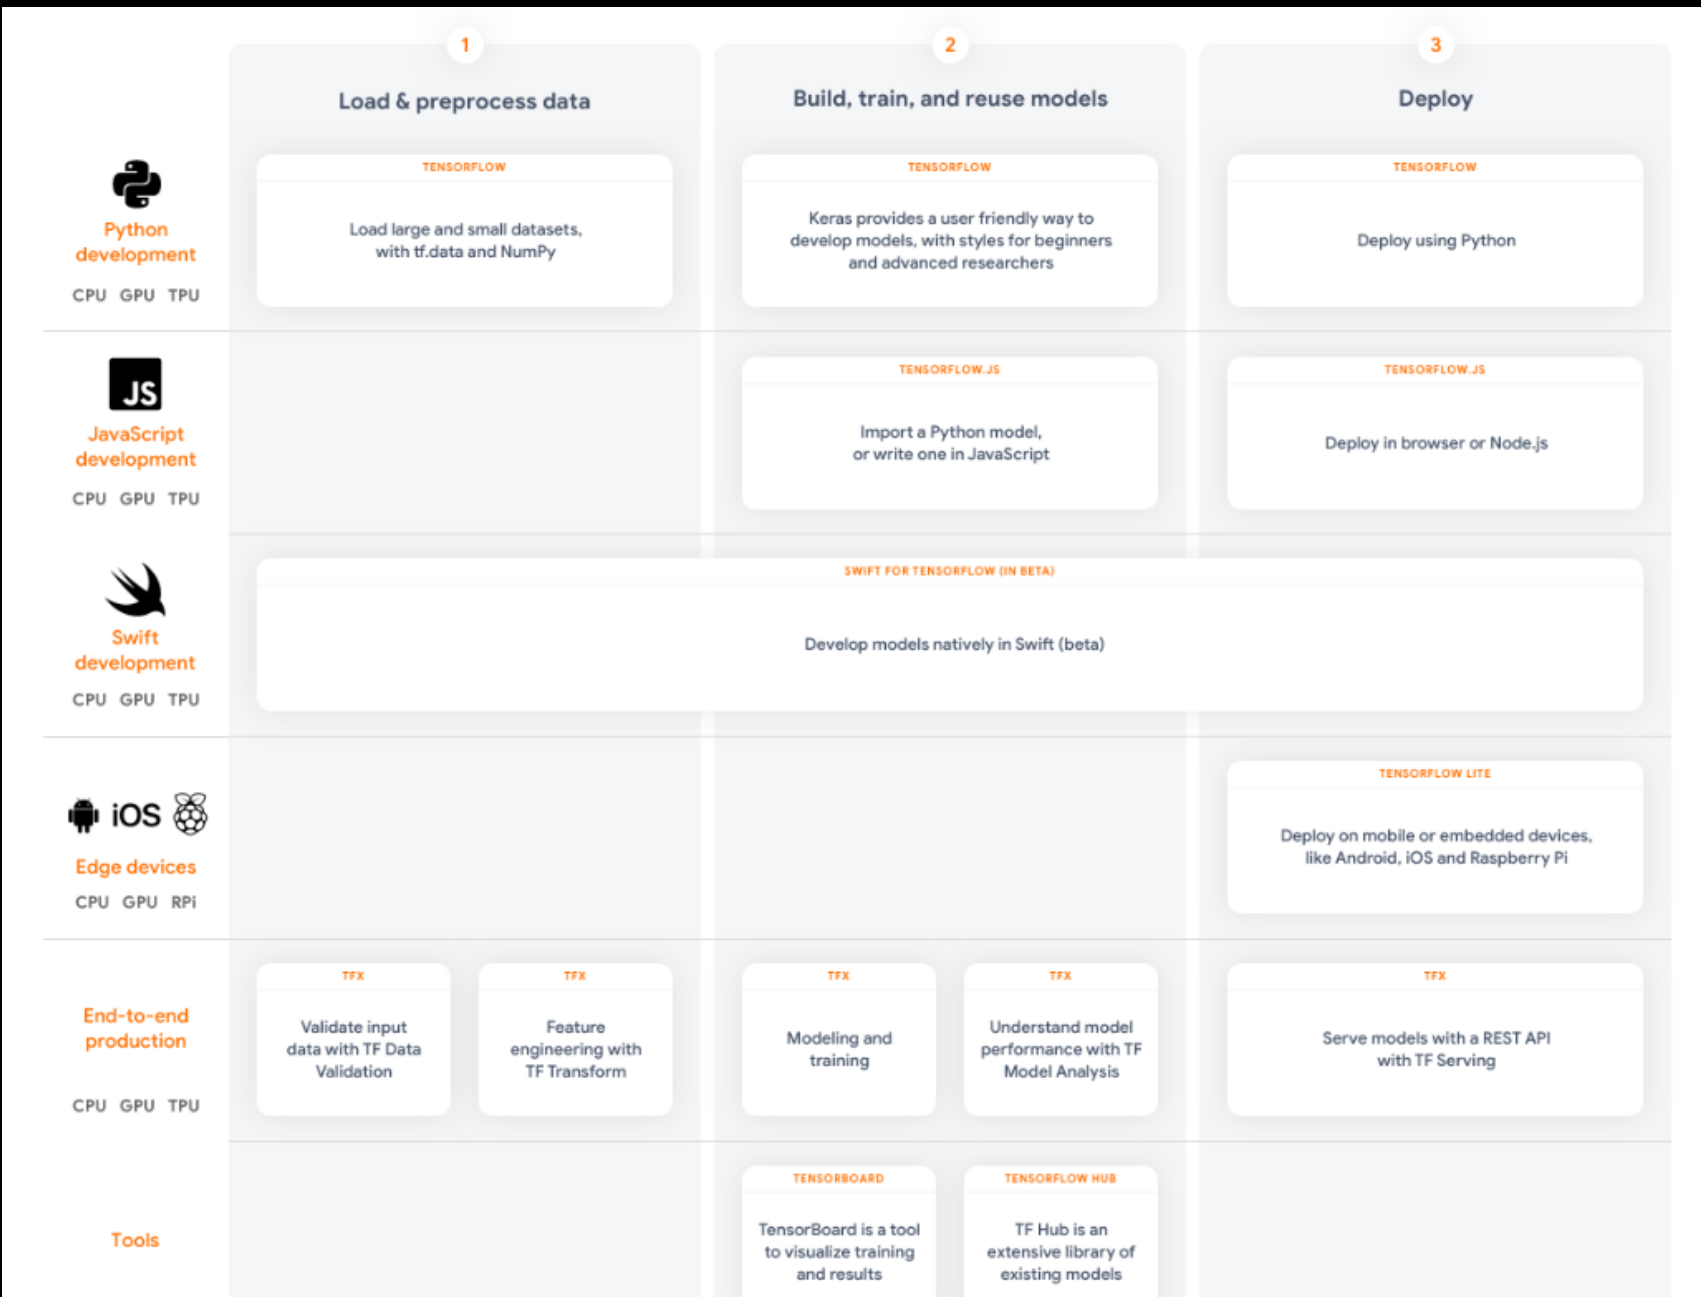 1
2
3
Load & preprocess data
Build, train, and reuse models
Deploy
Python
development
CPU GPU TPU
TENSORFLOW
Load large and small datasets,
with tf.data and NumPy
TENSORFLOW
Keras provides a user friendly way to
develop models, with styles for beginners
and advanced researchers
TENSORFLOW
Deploy using Python
JS
JavaScript
development
CPU GPU TPU
TENSORFLOW.JS
Import a Python model,
or write one in JavaScript
TENSORFLOW.JS
Deploy in browser or Node.js
Swift
development
CPU GPU TPU
SWIFT FOR TENSORFLOW (IN BETA)
Develop models natively in Swift (beta)
iOS
Edge devices
CPU GPU RPi
TENSORFLOW LITE
Deploy on mobile or embedded devices,
like Android, iOS and Raspberry Pi
End-to-end
production
CPU GPU TPU
TFX
Validate input
data with TF Data
Validation
TFX
Feature
engineering with
TF Transform
TFX
Modeling and
training
TFX
Understand model
performance with TF
Model Analysis
TFX
Serve models with a REST API
with TF Serving
Tools
TENSORBOARD
TensorBoard is a tool
to visualize training
and results
TENSORFLOW HUB
TF Hub is an
extensive library of
existing models